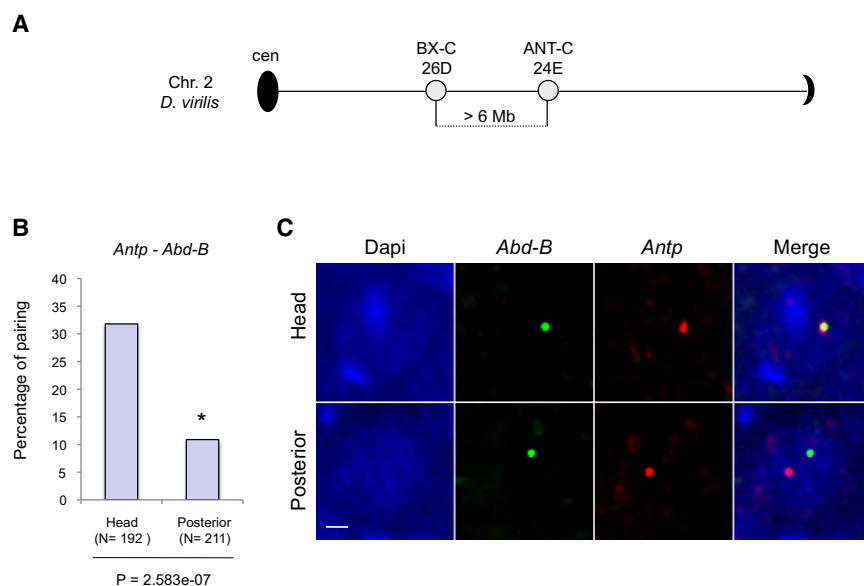 A
cen
BX-C
26D
ANT-C
24E
Chr. 2
D. virilis
> 6 Mb
B
Antp - Abd-B
Percentage of pairing
40
35
30
25
20
15
10
5
0
*
Head
(N= 192 )
Posterior
(N= 211)
P = 2.583e-07
C
Dapi
Abd-B
Antp
Merge
Head
Posterior